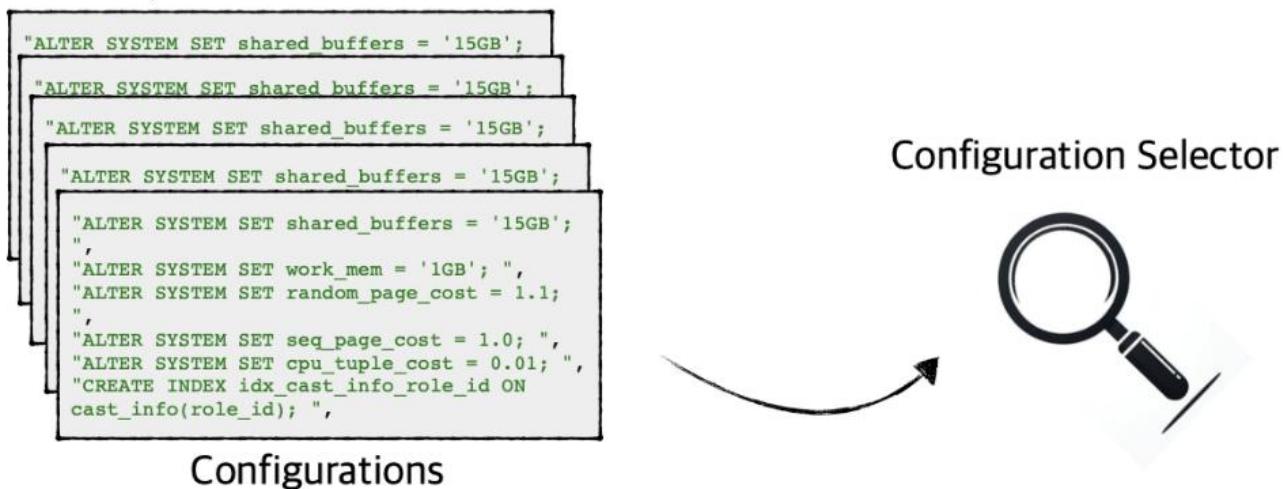 "ALTER SYSTEM SET shared_buffers = '15GB';
"ALTER SYSTEM SET shared buffers = '15GB';
"ALTER SYSTEM SET shared_buffers = '15GB';
"ALTER SYSTEM SET shared_buffers = '15GB';
"ALTER SYSTEM SET shared_buffers = '15GB';
",
"ALTER SYSTEM SET work_mem = '1GB'; ",
"ALTER SYSTEM SET random_page_cost = 1.1;
",
"ALTER SYSTEM SET seq_page_cost = 1.0; ",
"ALTER SYSTEM SET cpu_tuple_cost = 0.01; ",
"CREATE INDEX idx_cast_info_role_id ON
cast_info(role_id); ",
Configurations
Configuration Selector